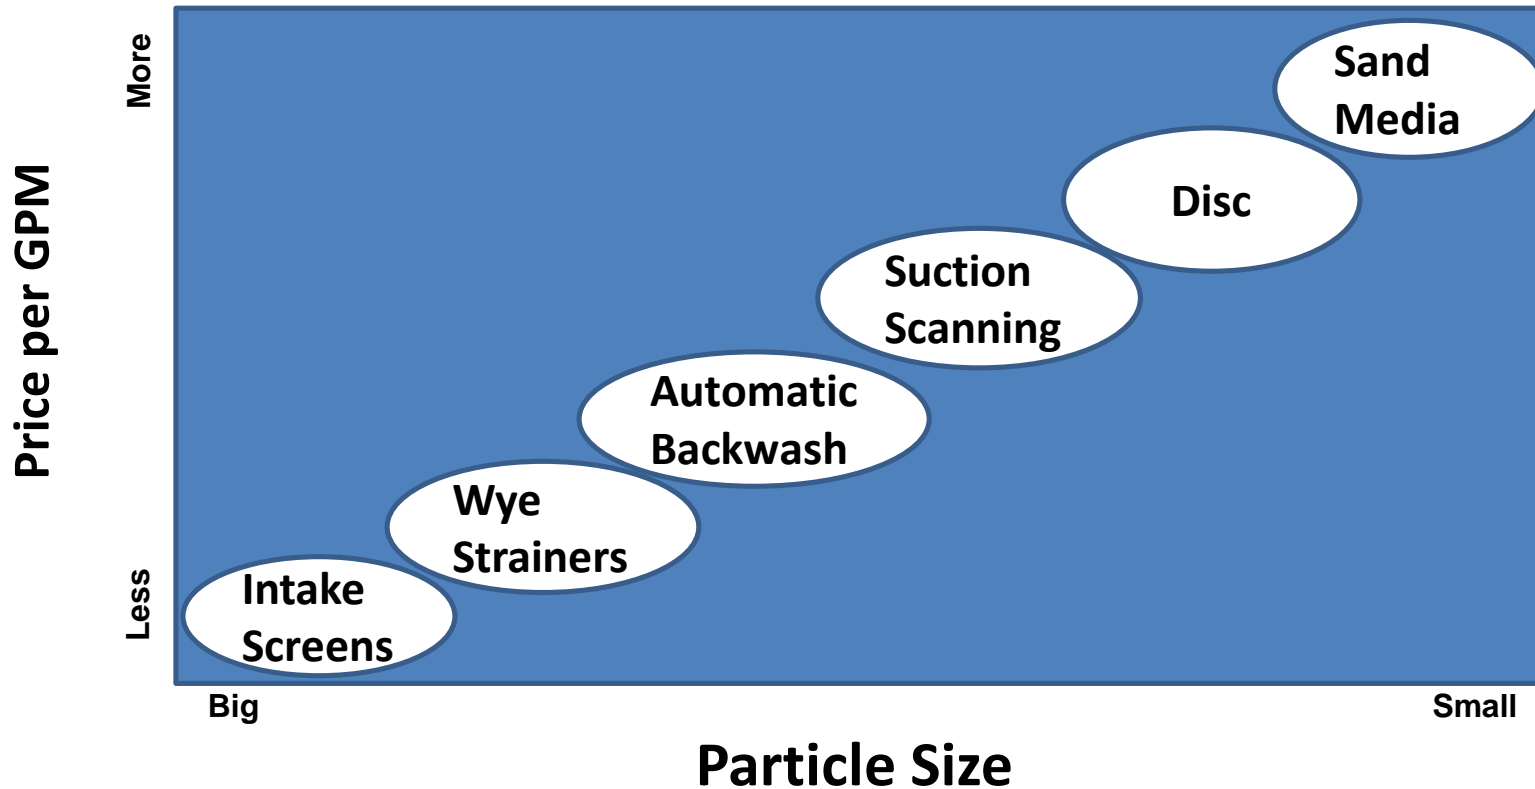 More
Sand
Media
Disc
Price per GPM
Suction
Scanning
Automatic
Backwash
Wye
Strainers
Less
Intake
Screens
Big
Small
Particle Size